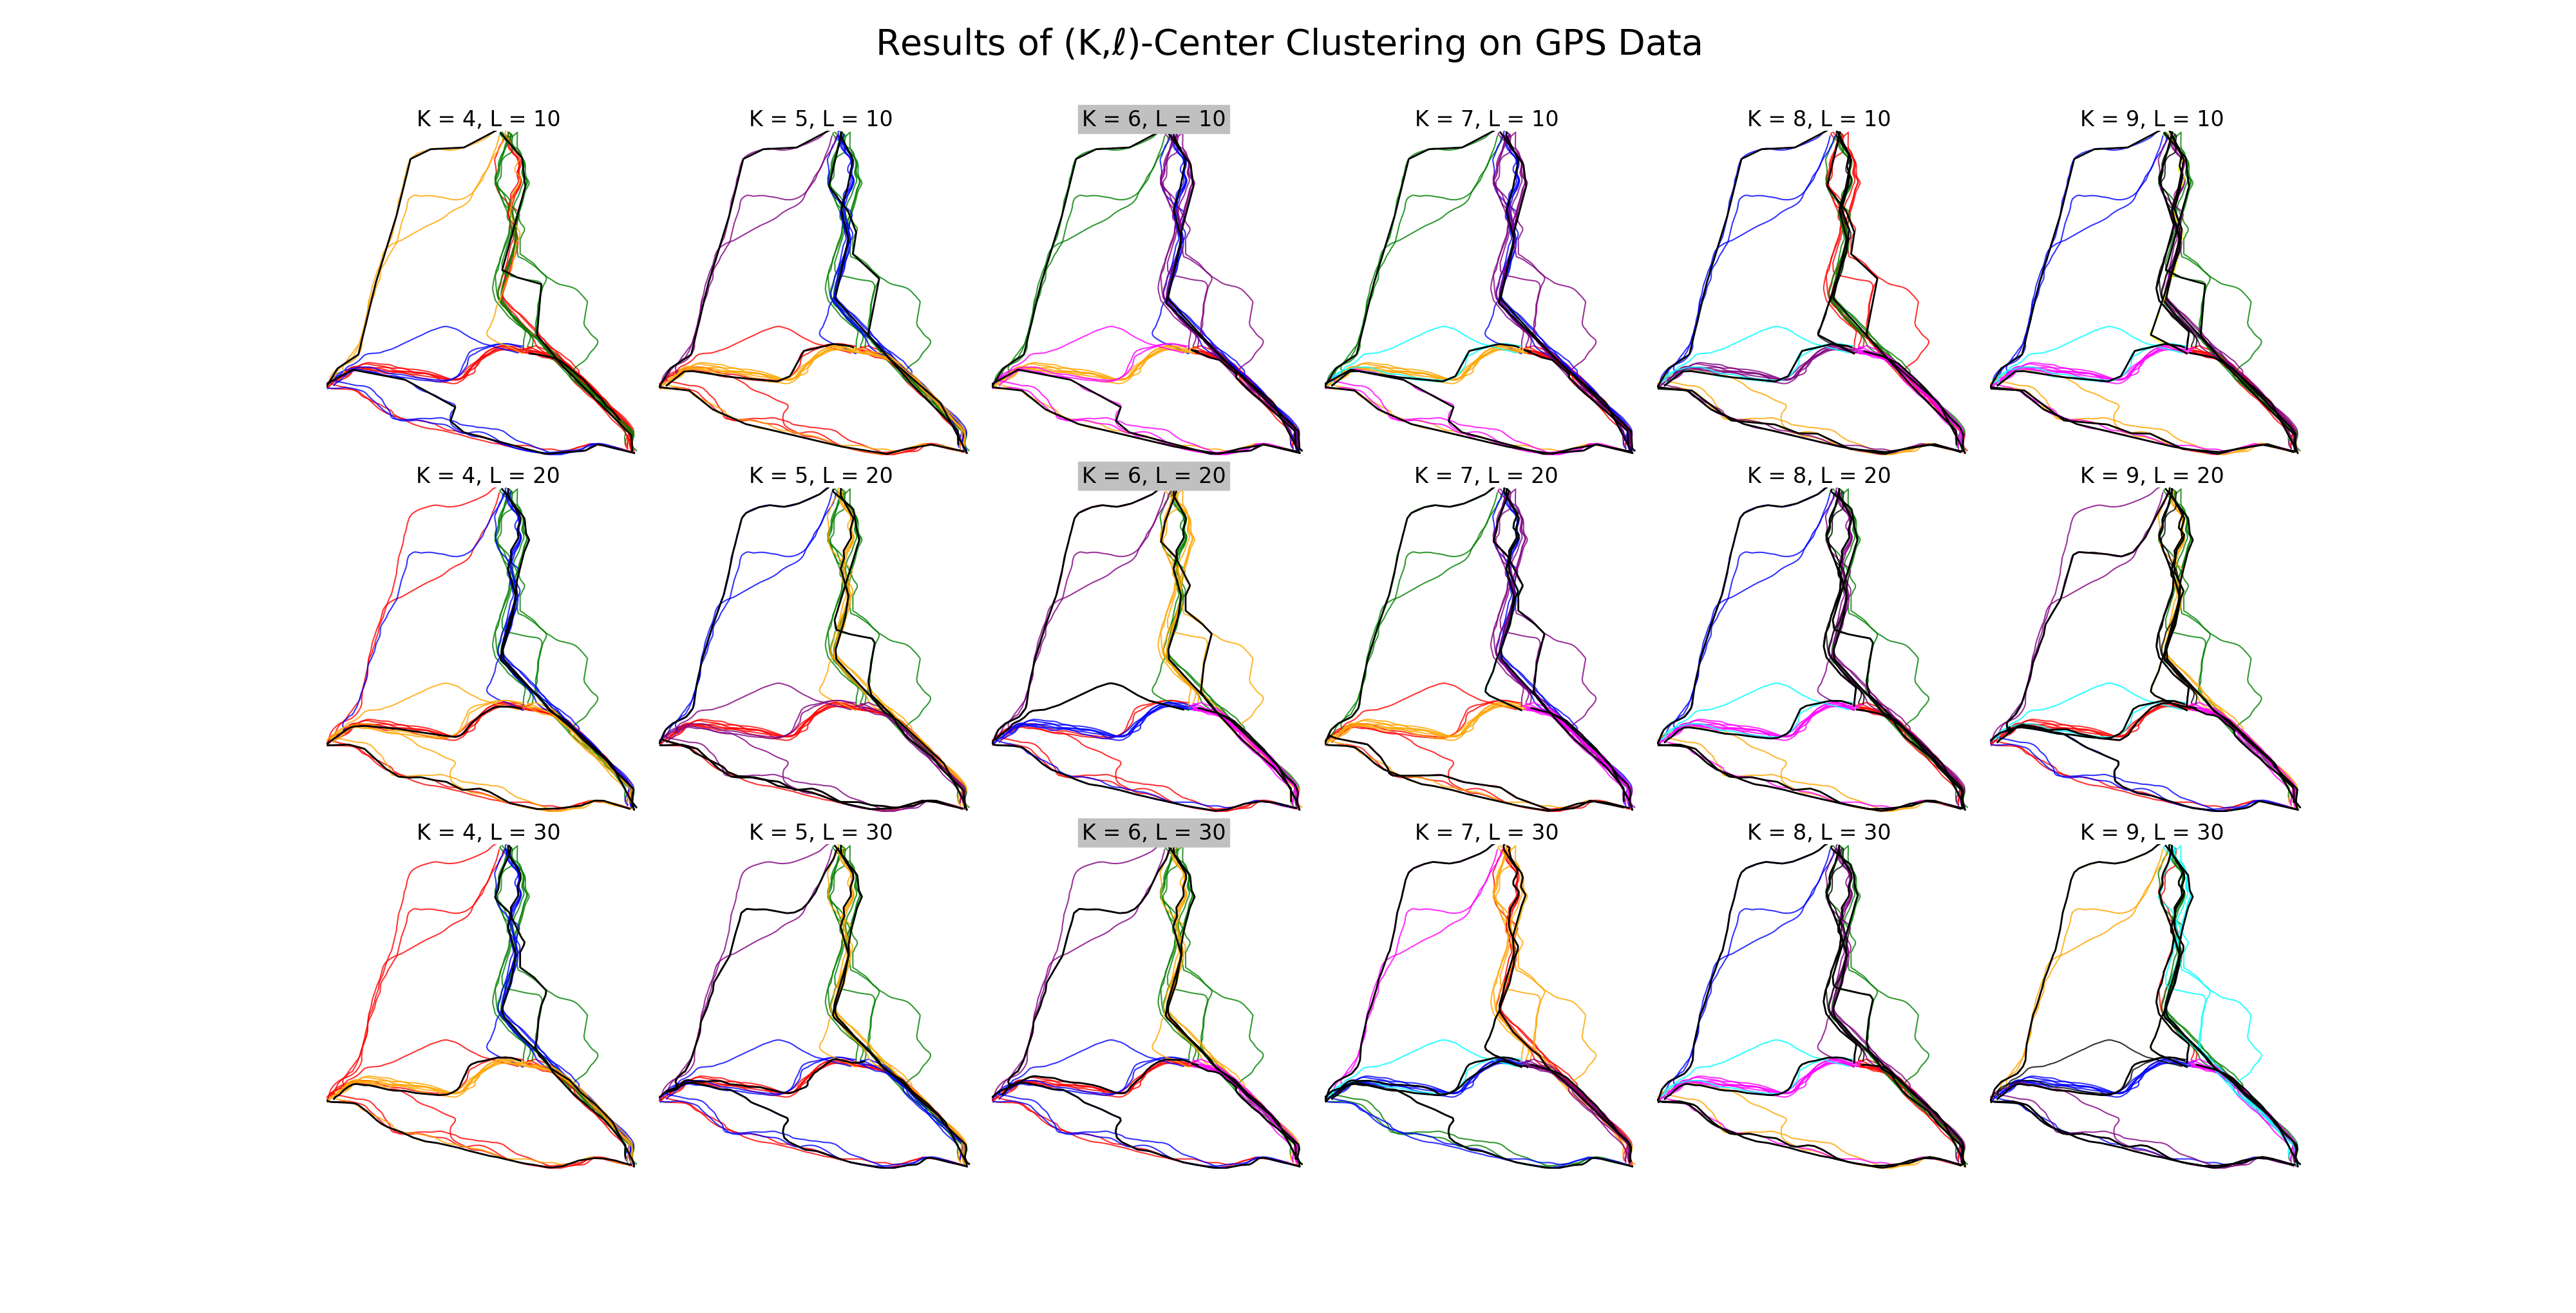 Results of (K,ℓ)-Center Clustering on GPS Data
K = 4, L = 10
K = 5, L = 10
K = 6, L = 10
K = 7, L = 10
K = 8, L = 10
K = 9, L = 10
K = 4, L = 20
K = 5, L = 20
K = 6, L = 20
K = 7, L = 20
K = 8, L = 20
K = 9, L = 20
K = 4, L = 30
K = 5, L = 30
K = 6, L = 30
K = 7, L = 30
K = 8, L = 30
K = 9, L = 30